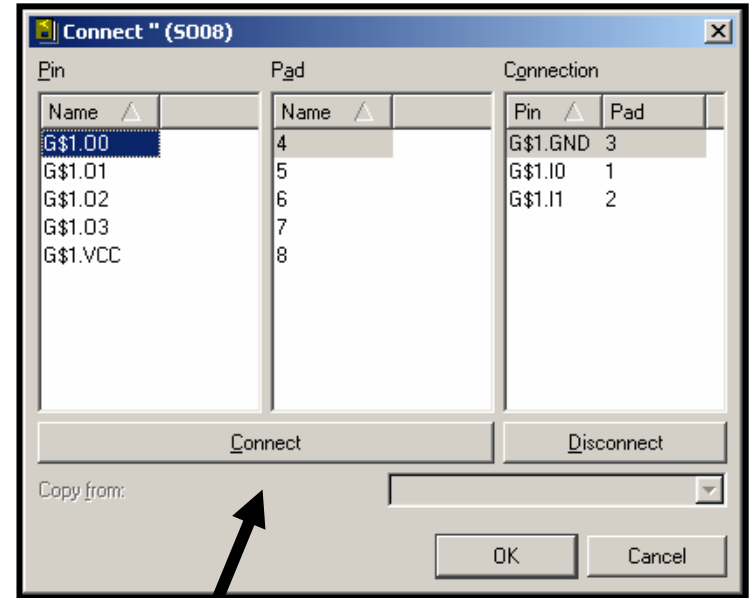 Connect '' (SO08)
Pin Pad Connection
Name Name Pin Pad
G$1.O0 4 G$1.GND 3
G$1.O1 5 G$1.I0 1
G$1.O2 6 G$1.I1 2
G$1.O3 7
G$1.VCC 8
Connect Disconnect
Copy from:
OK Cancel